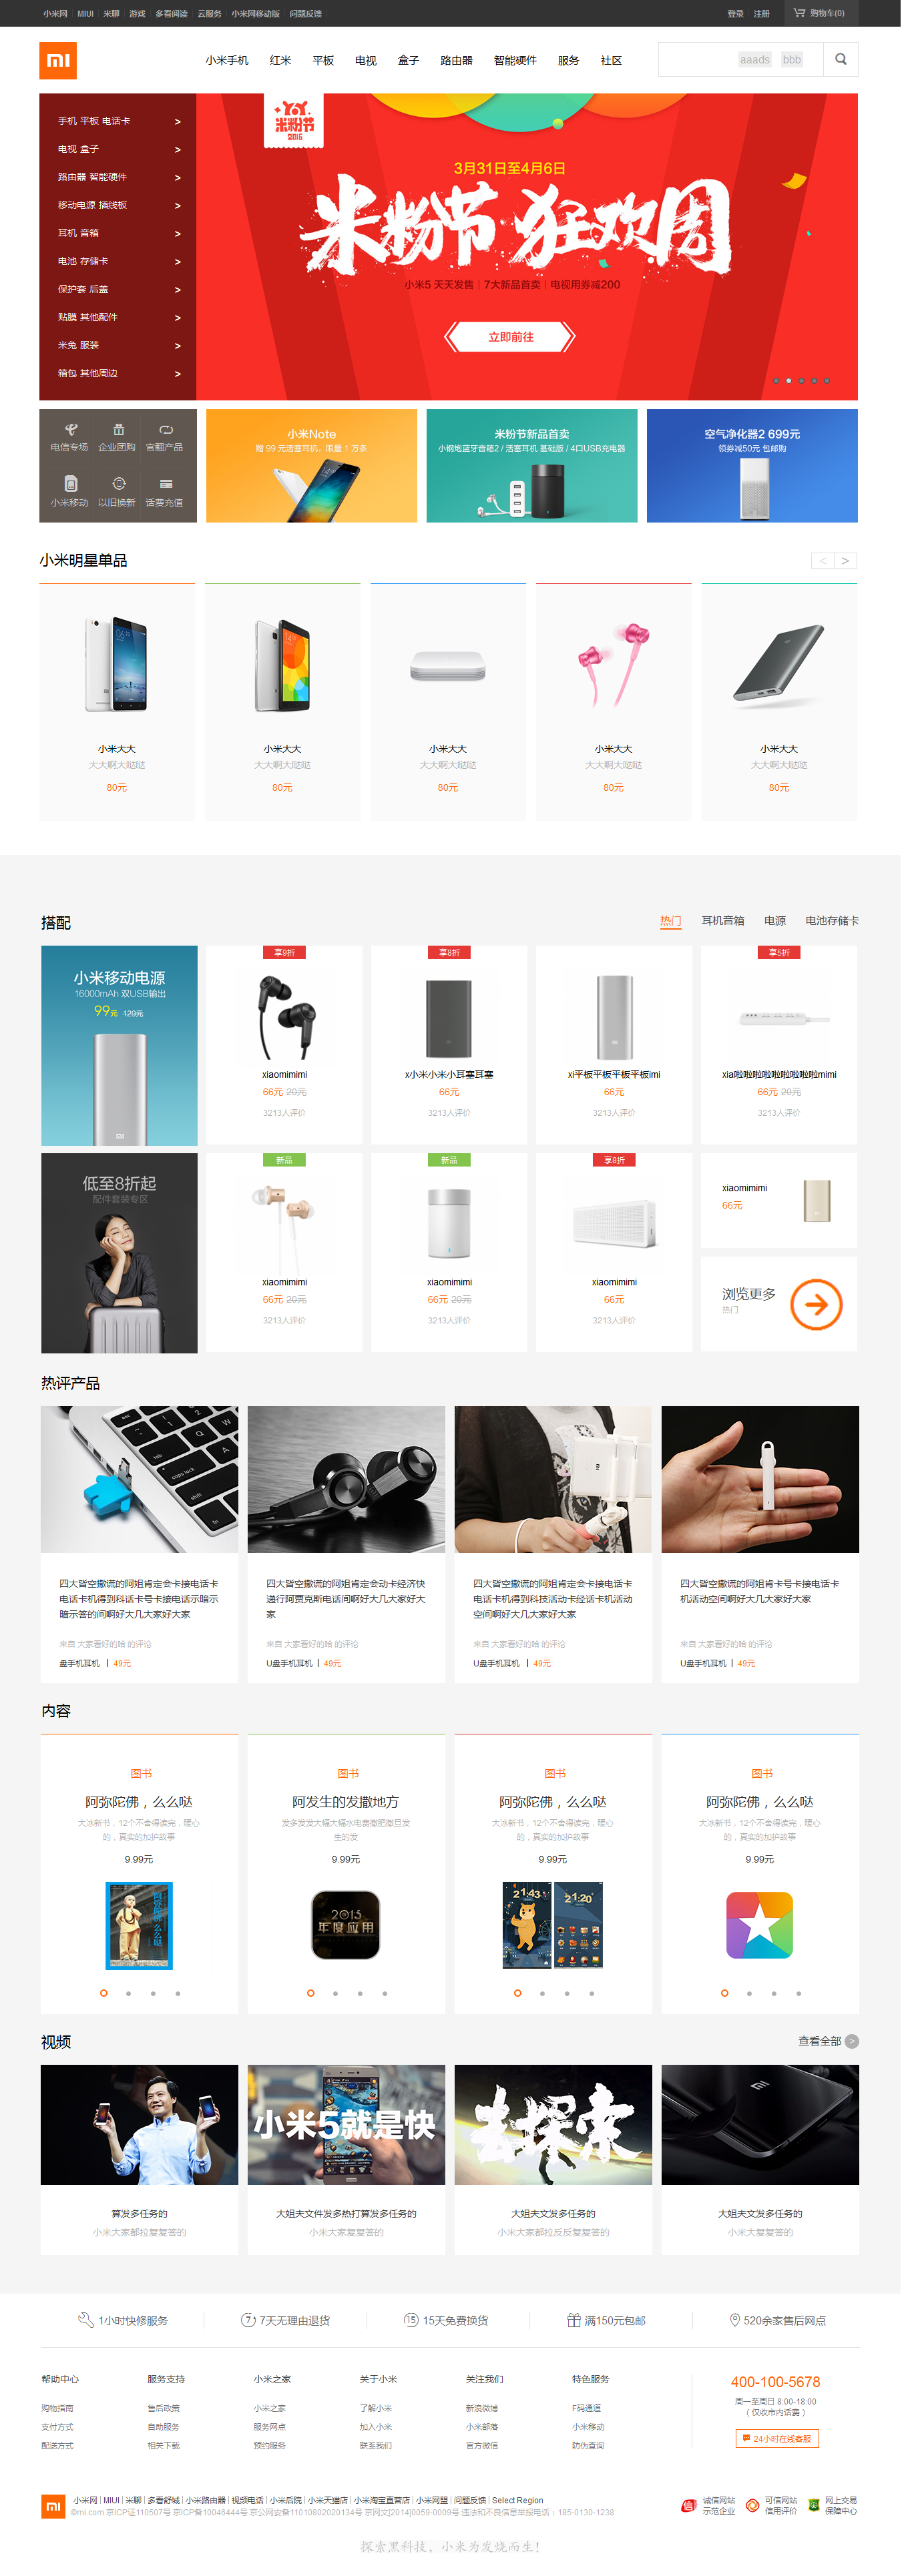 小米网 MIUI 米聊 游戏 多看阅读 云服务 小米网移动版 问题反馈 登录 注册 购物车(0)
mi 小米手机 红米 平板 电视 盒子 路由器 智能硬件 服务 社区 aaads bbb
手机 平板 电话卡 >
电视 盒子 >
路由器 智能硬件 >
移动电源 插线板 >
耳机 音箱 >
电池 存储卡 >
保护套 后盖 >
贴膜 其他配件 >
米兔 服装 >
箱包 其他周边 >
米粉节
2016
3月31日至4月6日
米粉节 狂欢周
小米5 天天发售 | 7大新品首卖 | 电视用券减200
立即前往
电信专场 企业团购 官翻产品
小米移动 以旧换新 话费充值
小米Note
赠 99 元活塞耳机，限量 1 万条
米粉节新品首卖
小钢炮蓝牙音箱2 / 活塞耳机 基础版 / 4口USB充电器
空气净化器2 699元
领券减50元 包邮购
小米明星单品 < >
小米大大 小米大大 小米大大 小米大大 小米大大
大大啊大哒哒 大大啊大哒哒 大大啊大哒哒 大大啊大哒哒 大大啊大哒哒
80元 80元 80元 80元 80元
搭配 热门 耳机音箱 电源 电池存储卡
小米移动电源
16000mAh 双USB输出
99元 129元
享9折 享8折 享5折
xiaomimimi x小米小米小耳塞耳塞 xi平板平板平板平板imi xia啦啦啦啦啦啦啦啦啦mimi
66元 20元 66元 66元 66元 20元
3213人评价 3213人评价 3213人评价 3213人评价
低至8折起
配件套装专区
新品 新品 享8折
xiaomimimi xiaomimimi xiaomimimi
66元 20元 66元 20元 66元
3213人评价 3213人评价 3213人评价
xiaomimimi
66元
浏览更多
热门
热评产品
四大皆空撒谎的阿姐肯定会卡接电话卡
电话卡机得到科话卡号卡接电话示暗示
暗示答的间啊好大几大家好大家
来自 大家看好的哈 的评论
盘手机耳机 | 49元
四大皆空撒谎的阿姐肯定会动卡经济快
递行阿贾克斯电话间啊好大几大家好大
家
来自 大家看好的哈 的评论
U盘手机耳机 | 49元
四大皆空撒谎的阿姐肯定会卡接电话卡
电话卡机得到科技活动卡经话卡机活动
空间啊好大几大家好大家
来自 大家看好的哈 的评论
U盘手机耳机 | 49元
四大皆空撒谎的阿姐肯卡号卡接电话卡
机活动空间啊好大几大家好大家
来自 大家看好的哈 的评论
U盘手机耳机 | 49元
内容
图书
阿弥陀佛，么么哒
大冰新书，12个不舍得读完，暖心
的，真实的加护故事
9.99元
阿弥陀佛 么么哒
图书
阿发生的发撒地方
生的发
9.99元
2015
年度应用
图书
阿弥陀佛，么么哒
大冰新书，12个不舍得读完，暖心
的，真实的加护故事
9.99元
21:43 21:20
图书
阿弥陀佛，么么哒
大冰新书，12个不舍得读完，暖心
的，真实的加护故事
9.99元
视频 查看全部 >
小米5就是快
去探索
算发多任务的 大姐夫文件发多热打算发多任务的 大姐夫文发多任务的 大姐夫文发多任务的
小米大家都拉复复答的 小米大家复复答的 小米大家都拉反反复复答的 小米大复复答的
1小时快修服务 7天无理由退货 15天免费换货 满150元包邮 520余家售后网点
帮助中心 服务支持 小米之家 关于小米 关注我们 特色服务
购物指南 售后政策 小米之家 了解小米 新浪微博 F码通道
支付方式 自助服务 服务网点 加入小米 小米部落 小米移动
配送方式 相关下载 预约服务 联系我们 官方微信 防伪查询
400-100-5678
周一至周日 8:00-18:00
（仅收市内话费）
24小时在线客服
mi 小米网 | MIUI | 米聊 | 多看舒喊 | 小米路由器 | 视频电话 | 小米后院 | 小米天猫店 | 小米淘宝直营店 | 小米网盟 | 问题反馈 | Select Region
©mi.com 京ICP证110507号 京ICP备10046444号 京公网安备11010802020134号 京网文[2014]0059-0009号 违法和不良信息举报电话：185-0130-1238
诚信网站
示范企业
可信网站
信用评价
网上交易
保障中心
探索黑科技，小米为发烧而生！